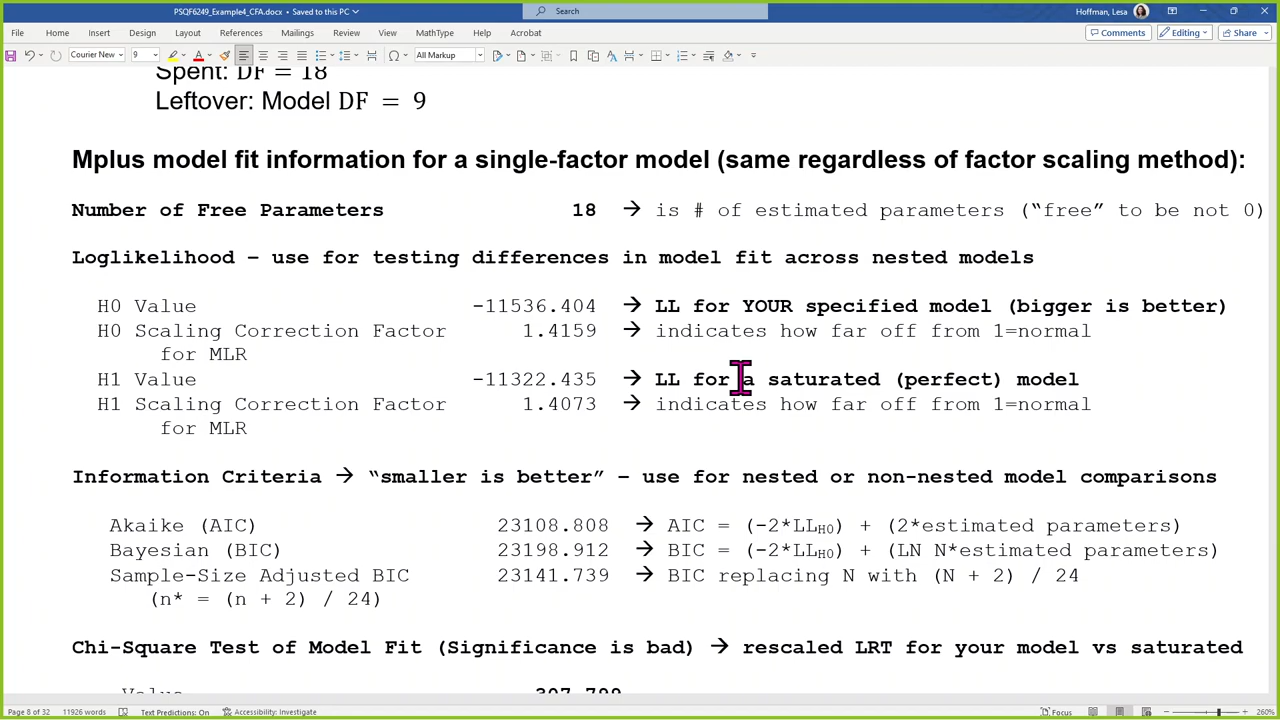 PSQF6249_Example4_CFA.docx • Saved to this PC
Search
Hoffman, Lesa
File Home Insert Draw Design Layout References Mailings Review View MathType Help Acrobat Comments Editing Share
Courier New 9 All Markup
Spent: DF = 18
Leftover: Model DF = 9
Mplus model fit information for a single-factor model (same regardless of factor scaling method):
Number of Free Parameters 18 → is # of estimated parameters (“free” to be not 0)
Loglikelihood – use for testing differences in model fit across nested models
H0 Value -11536.404 → LL for YOUR specified model (bigger is better)
H0 Scaling Correction Factor 1.4159 → indicates how far off from 1=normal
for MLR
H1 Value -11322.435 → LL for a saturated (perfect) model
H1 Scaling Correction Factor 1.4073 → indicates how far off from 1=normal
for MLR
Information Criteria → “smaller is better” – use for nested or non-nested model comparisons
Akaike (AIC) 23108.808 → AIC = (-2*LLH0) + (2*estimated parameters)
Bayesian (BIC) 23198.912 → BIC = (-2*LLH0) + (LN N*estimated parameters)
Sample-Size Adjusted BIC 23141.739 → BIC replacing N with (N + 2) / 24
(n* = (n + 2) / 24)
Chi-Square Test of Model Fit (Significance is bad) → rescaled LRT for your model vs saturated
Value 307.799
Page 8 of 32 11926 words Text Predictions: On Accessibility: Investigate Focus 260%